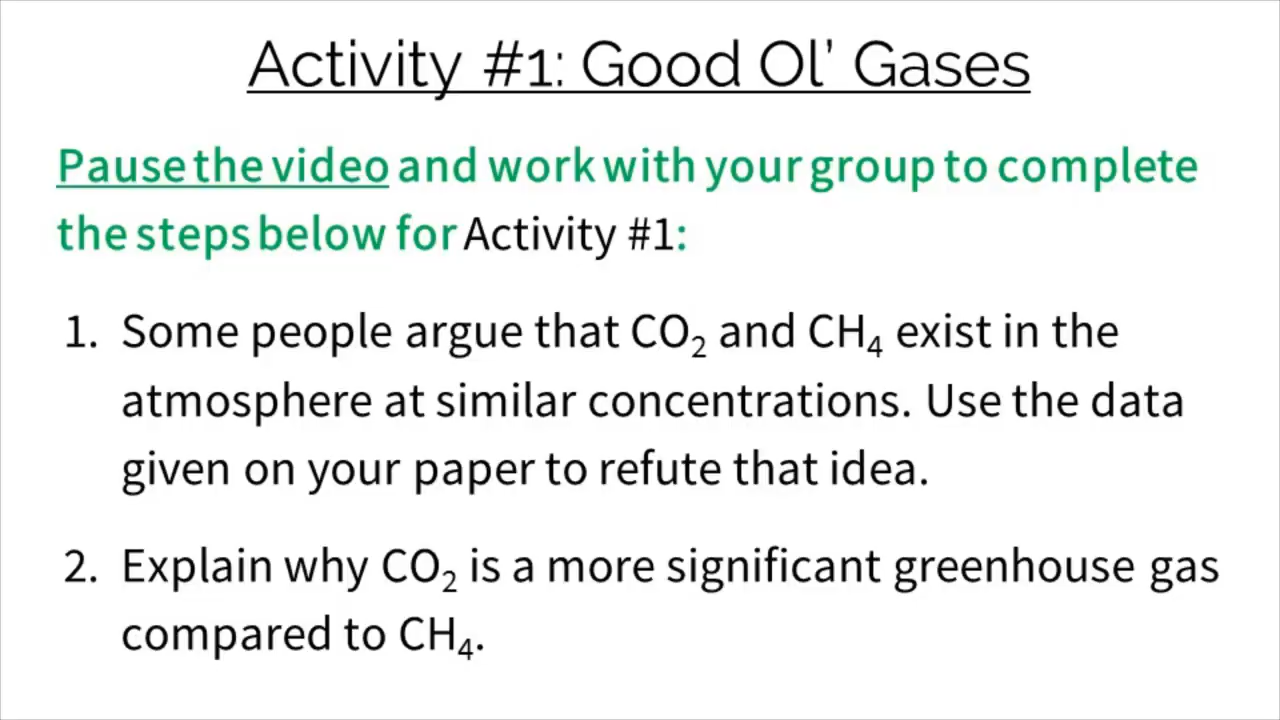 Activity #1: Good Ol’ Gases
Pause the video and work with your group to complete
the steps below for Activity #1:
1. Some people argue that CO₂ and CH₄ exist in the
atmosphere at similar concentrations. Use the data
given on your paper to refute that idea.
2. Explain why CO₂ is a more significant greenhouse gas
compared to CH₄.